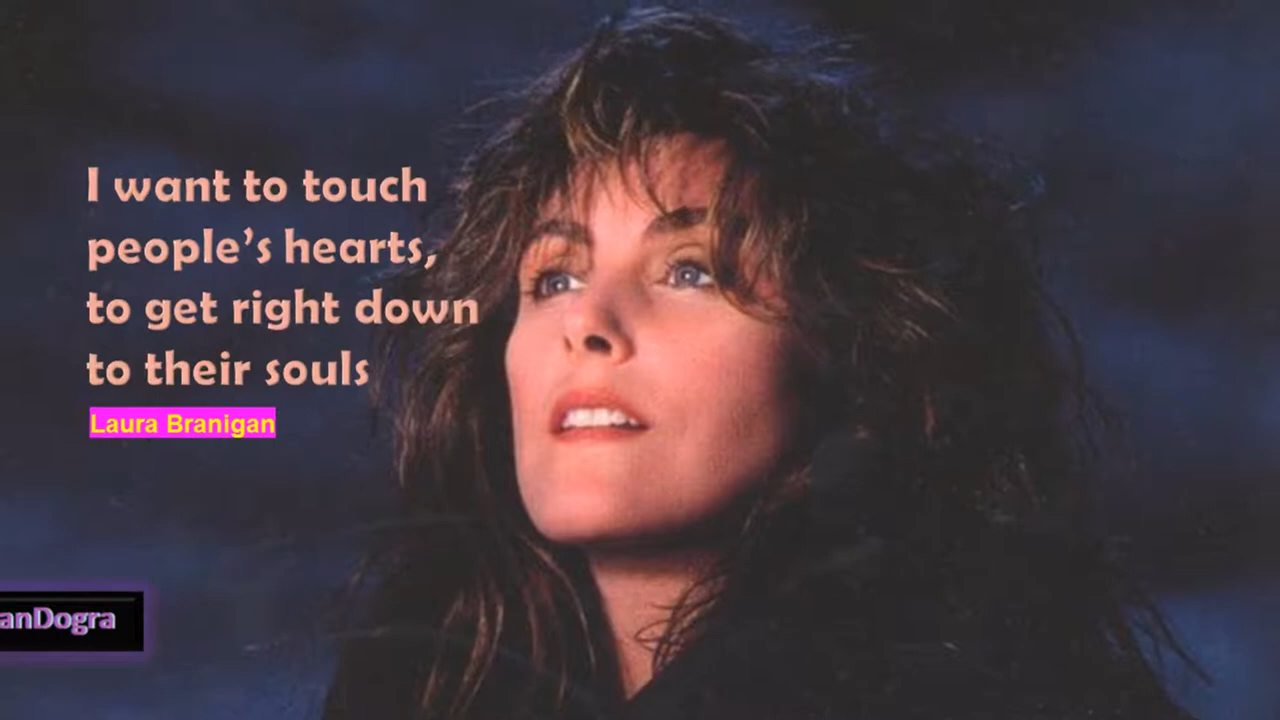 I want to touch
people’s hearts,
to get right down
to their souls
Laura Branigan
anDogra